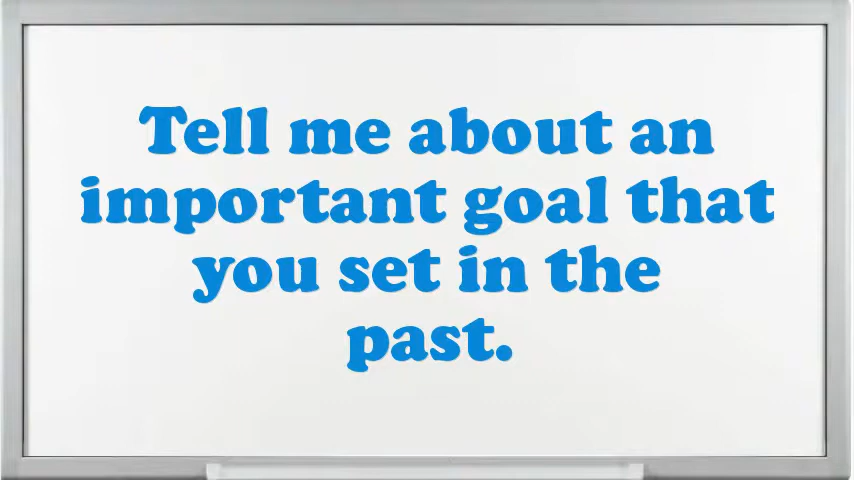 Tell me about an
important goal that
you set in the
past.